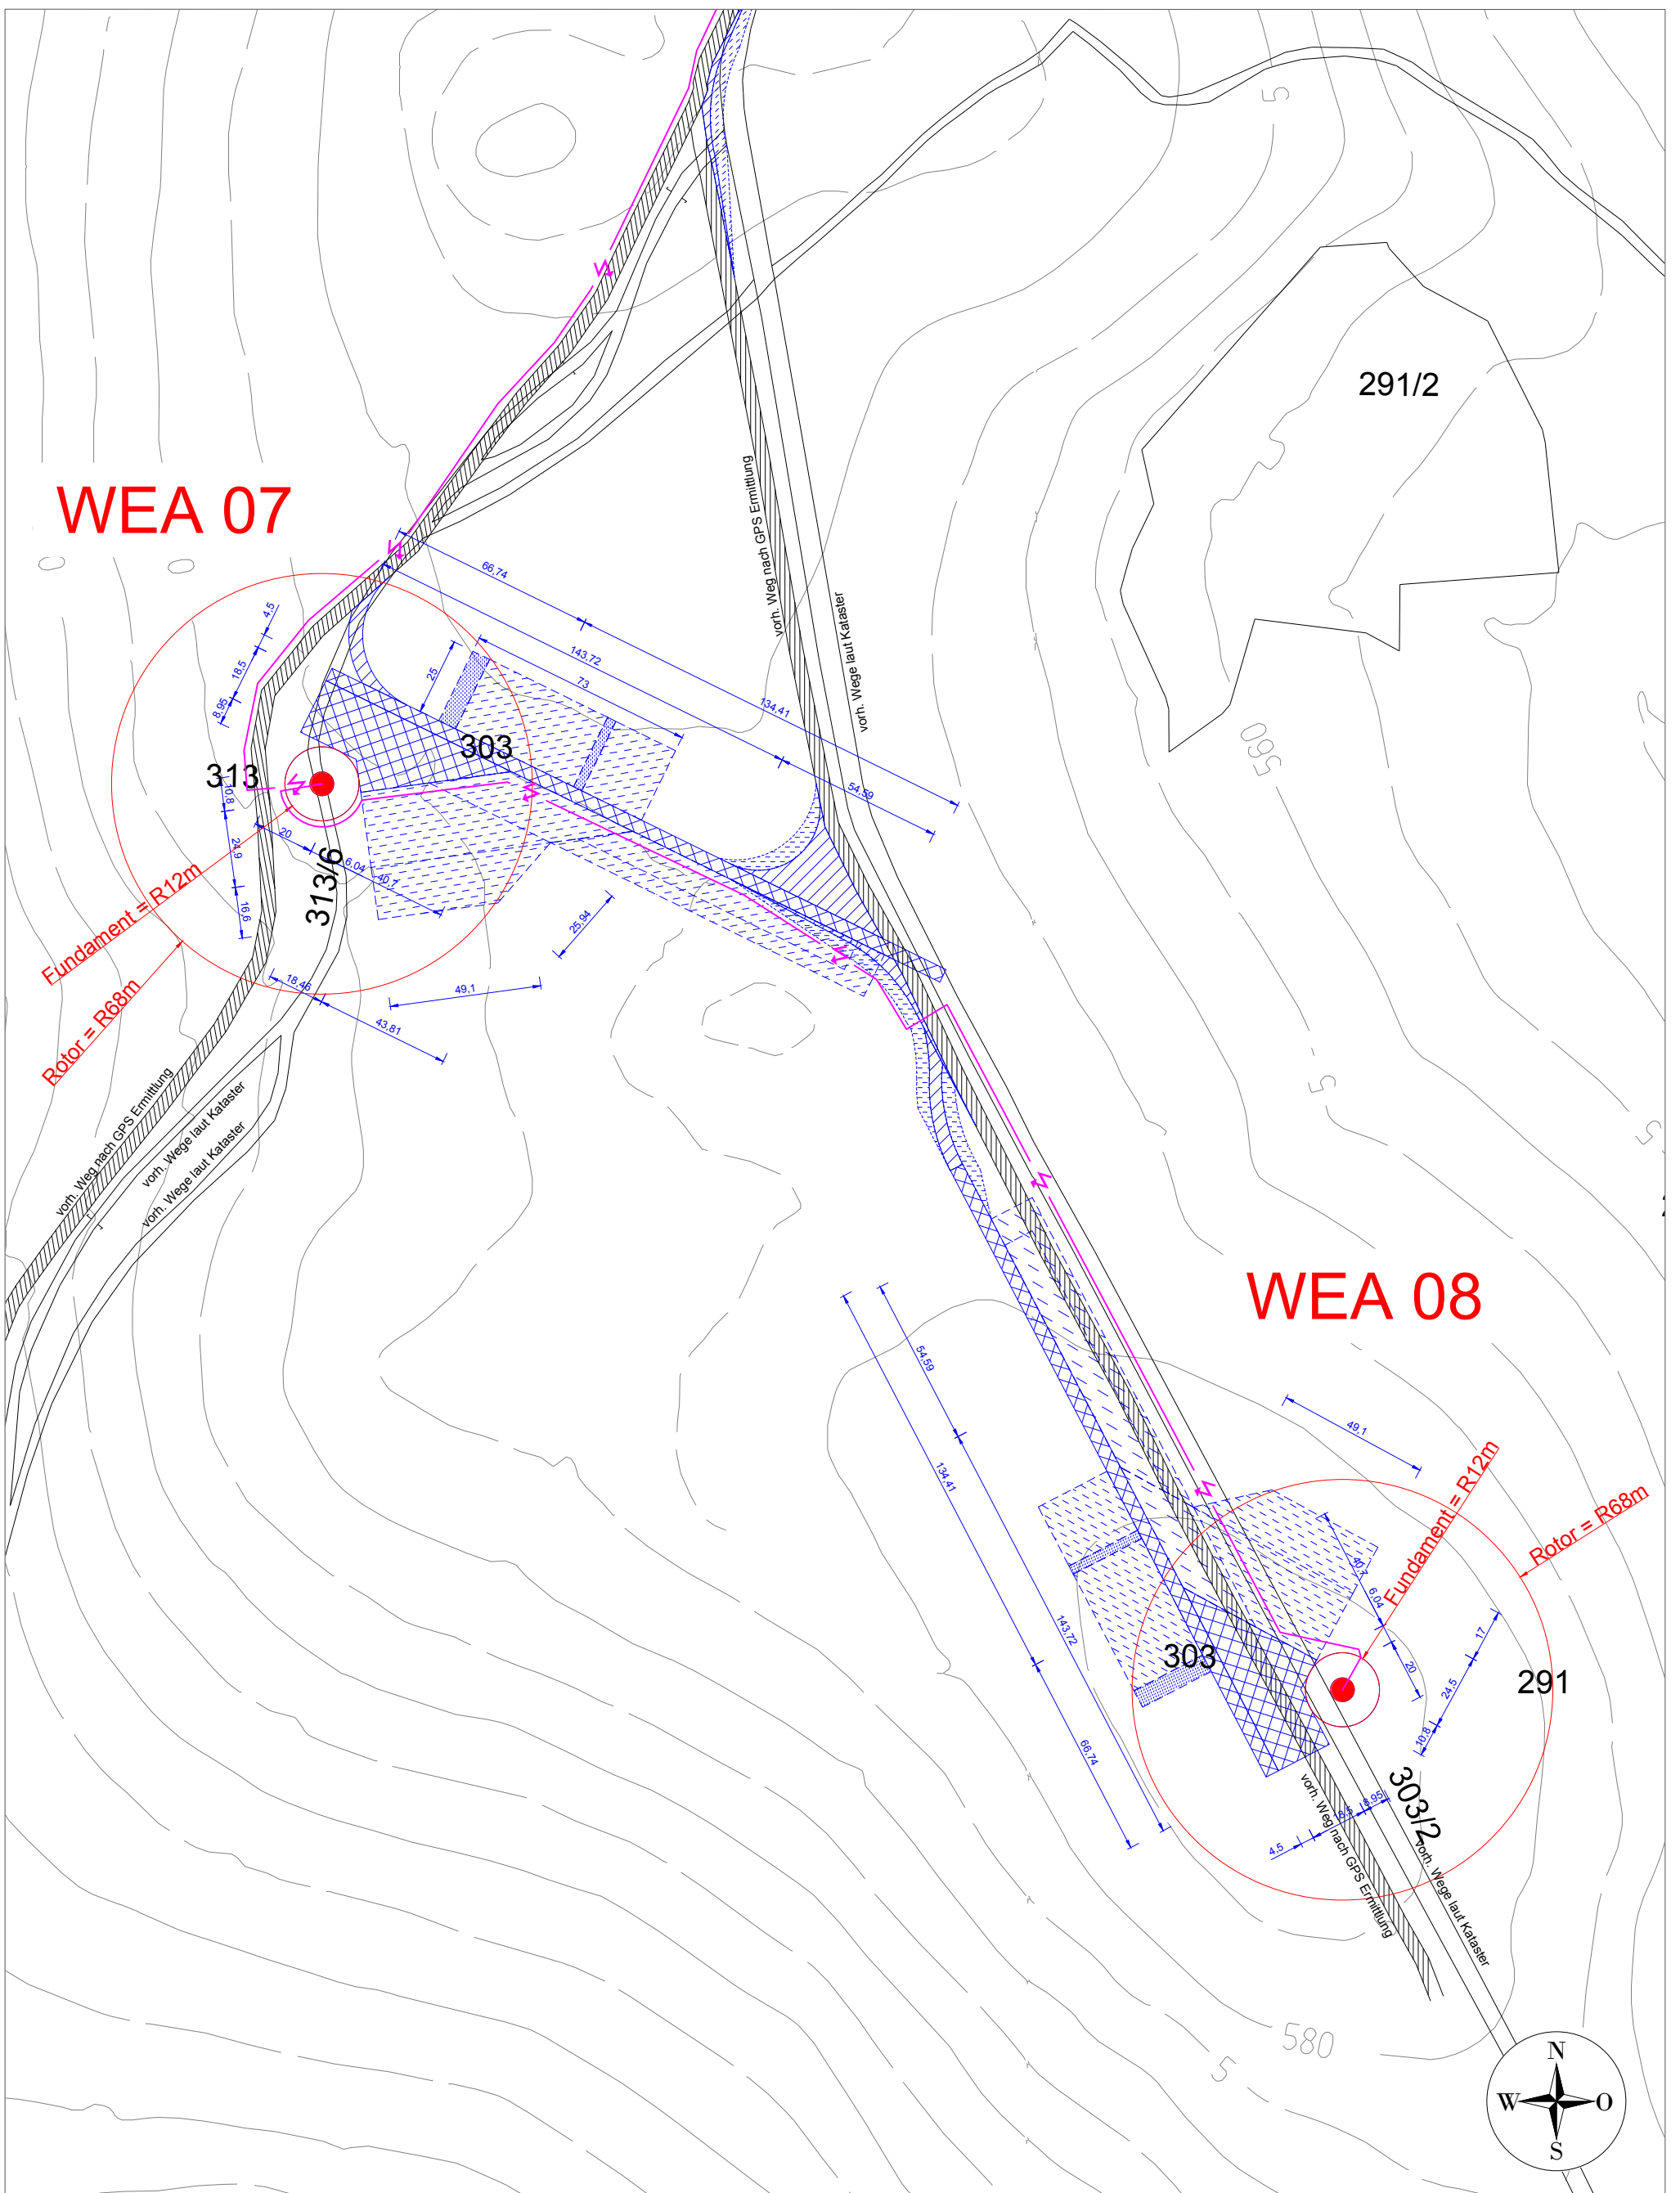 5
291/2
WEA 07
vorh. Weg nach GPS Ermittlung
vorh. Wege laut Kataster
66,74
143,72
73
134,41
54,59
25
4,5
18,5
8,95
303
313
10,8
24,9
16,6
20
6,04
40,7
313/6
Fundament = R12m
Rotor = R68m
25,94
18,46
49,1
43,81
560
5
5
vorh. Weg nach GPS Ermittlung
vorh. Wege laut Kataster
vorh. Wege laut Kataster
WEA 08
54,59
134,41
143,72
66,74
49,1
Fundament = R12m
Rotor = R68m
40,7
6,04
20
17
24,5
10,8
303
291
303/2
4,5
18,5
8,95
vorh. Weg nach GPS Ermittlung
vorh. Wege laut Kataster
580
5
N
W
O
S